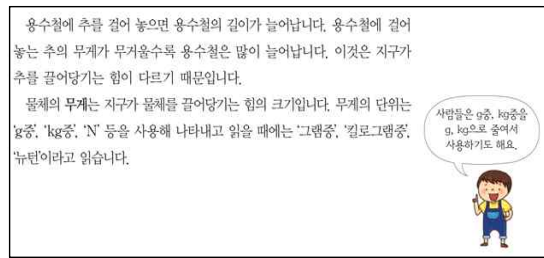 용수철에 추를 걸어 놓으면 용수철의 길이가 늘어납니다. 용수철에 걸어
놓는 추의 무게가 무거울수록 용수철은 많이 늘어납니다. 이것은 지구가
추를 끌어당기는 힘이 다르기 때문입니다.
물체의 무게는 지구가 물체를 끌어당기는 힘의 크기입니다. 무게의 단위는
'g중', 'kg중', 'N' 등을 사용해 나타내고 읽을 때에는 '그램중', '킬로그램중',
'뉴턴'이라고 읽습니다.
사람들은 g중, kg중을
g, kg으로 줄여서
사용하기도 해요.